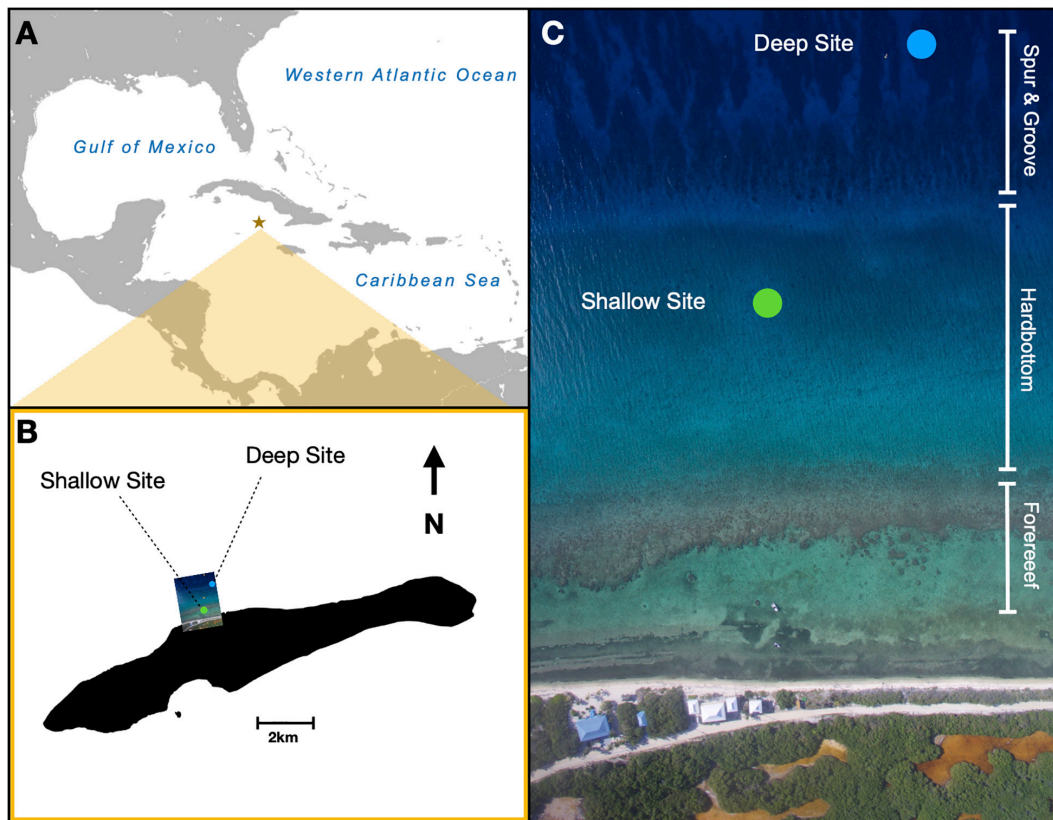 A
Western Atlantic Ocean
Gulf of Mexico
Caribbean Sea
B
Deep Site
Shallow Site
N
2km
C
Deep Site
Spur & Groove
Shallow Site
Hardbottom
Forereeef